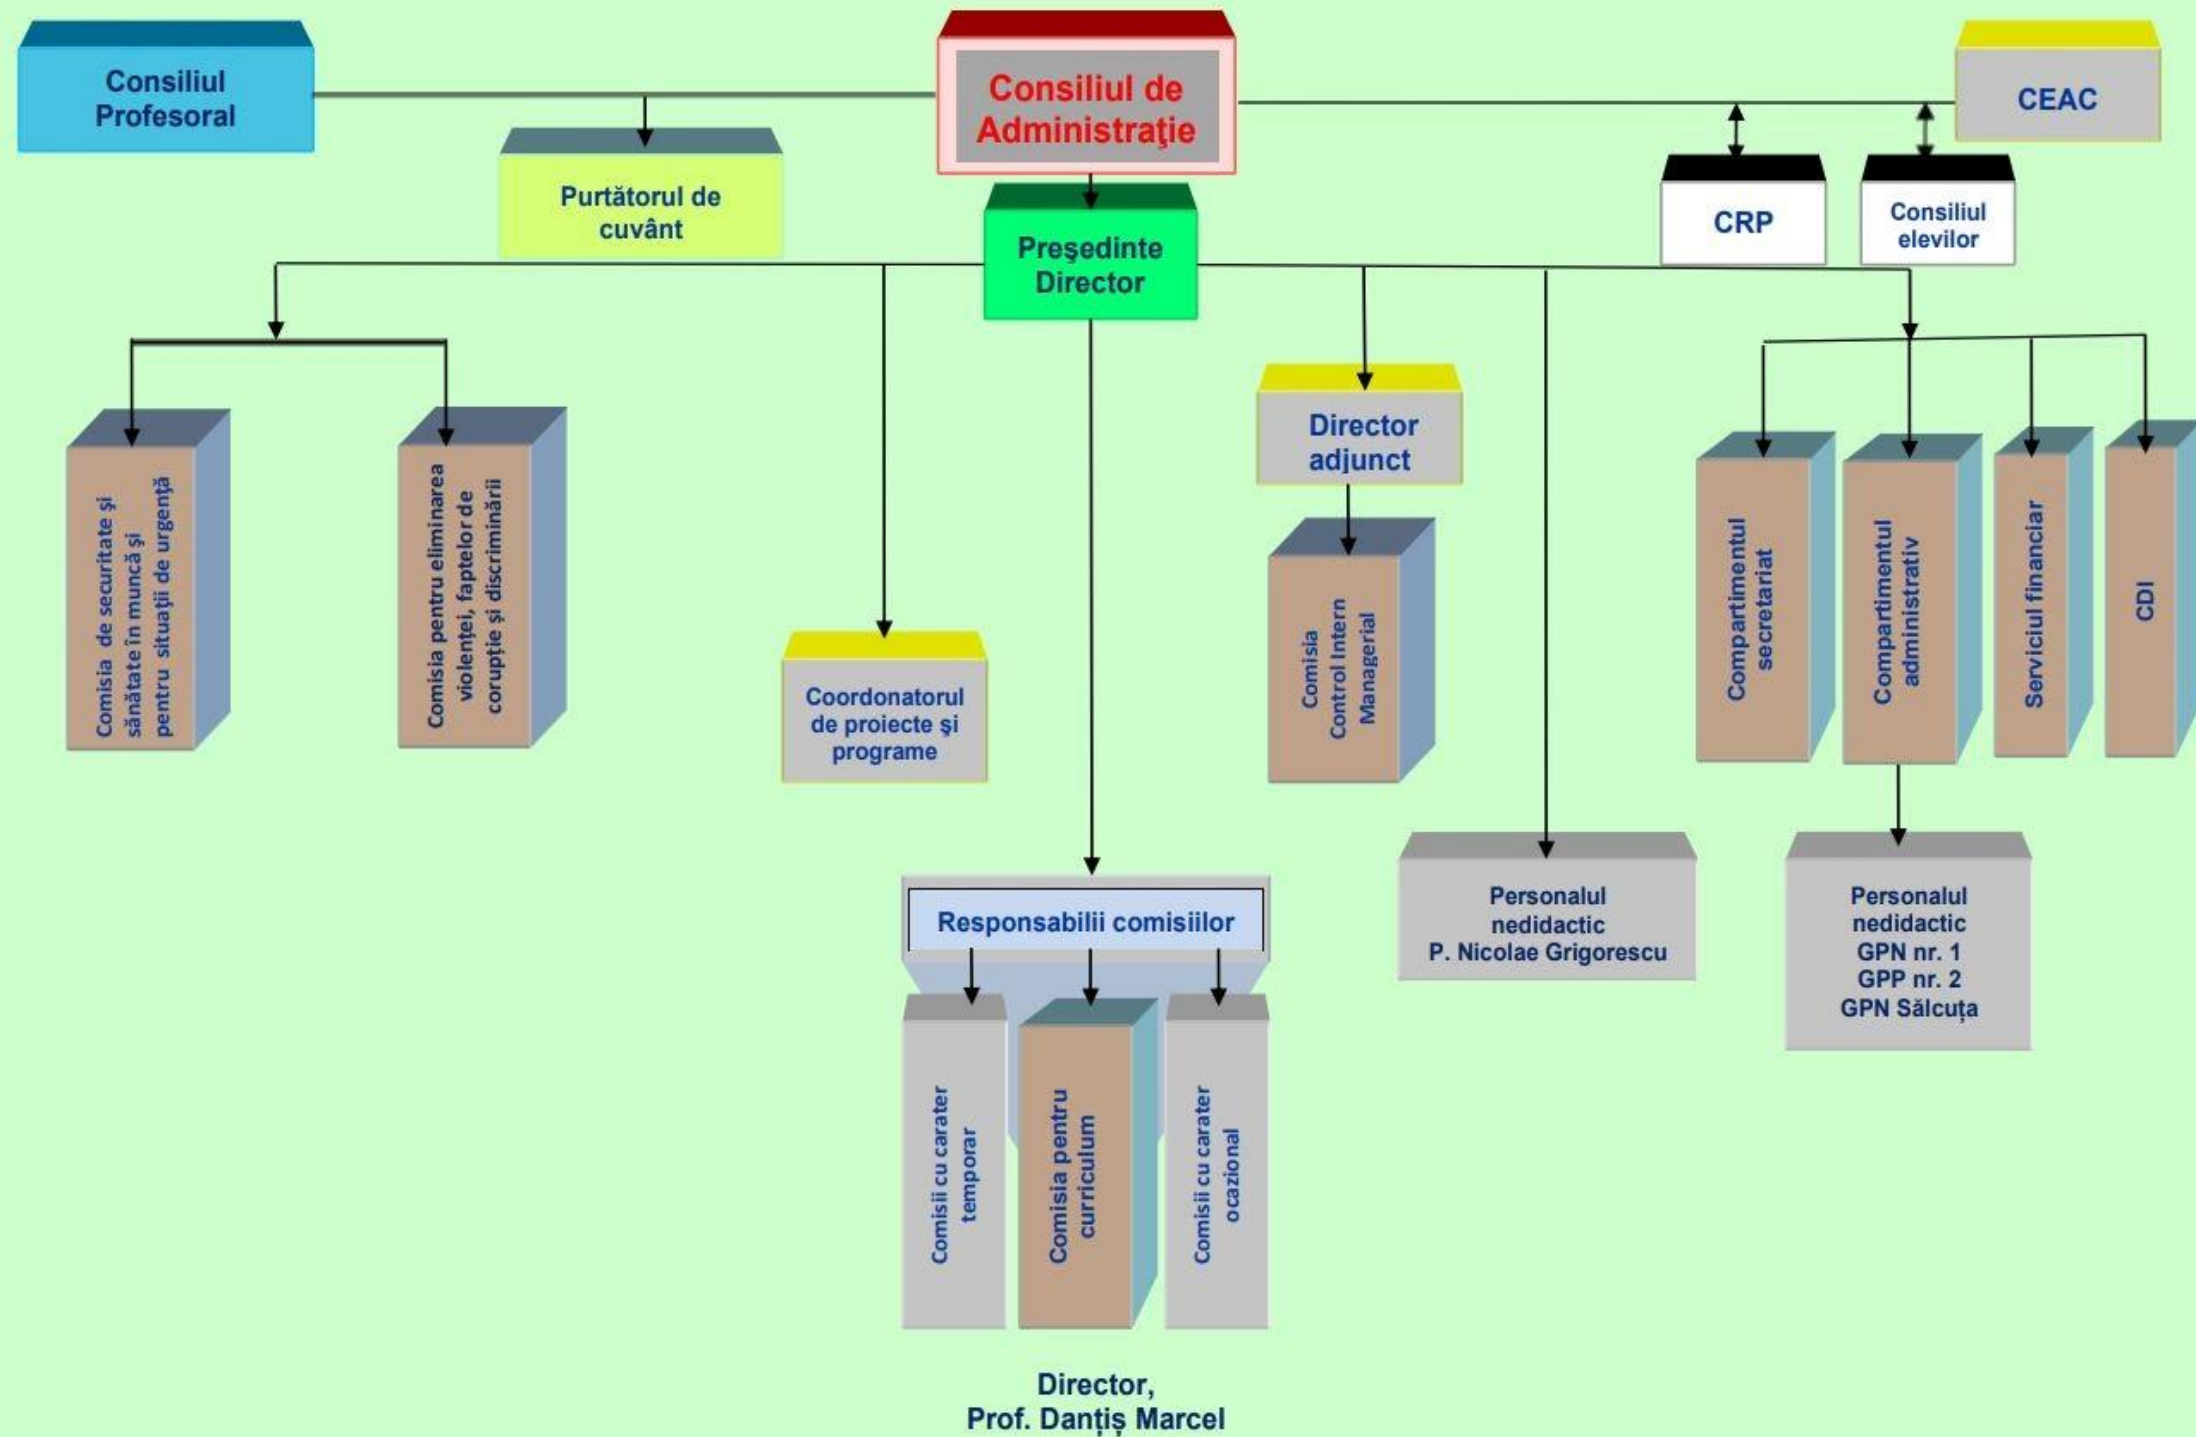 Consiliul
Profesoral
Consiliul de
Administraţie
CEAC
Purtătorul de
cuvânt
CRP
Consiliul
elevilor
Preşedinte
Director
Comisia de securitate şi
sănătate în muncă şi
pentru situaţii de urgenţă
Comisia pentru eliminarea
violenței, faptelor de
corupție și discriminării
Coordonatorul
de proiecte şi
programe
Director
adjunct
Comisia
Control Intern
Managerial
Compartimentul
secretariat
Compartimentul
administrativ
Serviciul financiar
CDI
Personalul
nedidactic
P. Nicolae Grigorescu
Personalul
nedidactic
GPN nr. 1
GPP nr. 2
GPN Sălcuța
Responsabilii comisiilor
Comisii cu carater
temporar
Comisia pentru
curriculum
Comisii cu carater
ocazional
Director,
Prof. Danțiș Marcel